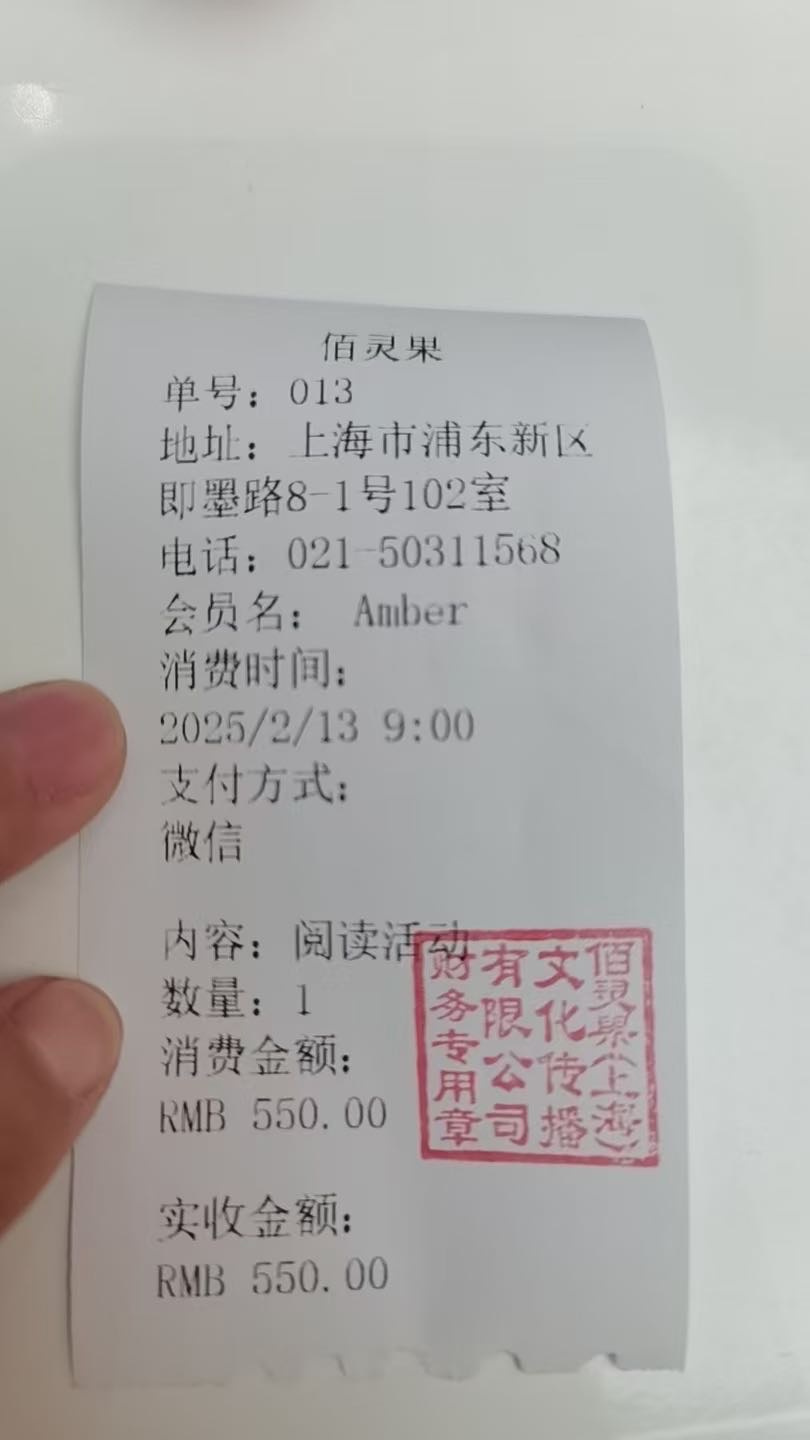 佰灵果
单号：013
地址：上海市浦东新区
即墨路8-1号102室
电话：021-50311568
会员名： Amber
消费时间：
2025/2/13 9:00
支付方式：
微信
内容：阅读活动
数量：1
消费金额：
RMB 550.00
实收金额：
RMB 550.00
佰灵果（上海）
文化传播
有限公司
财务专用章